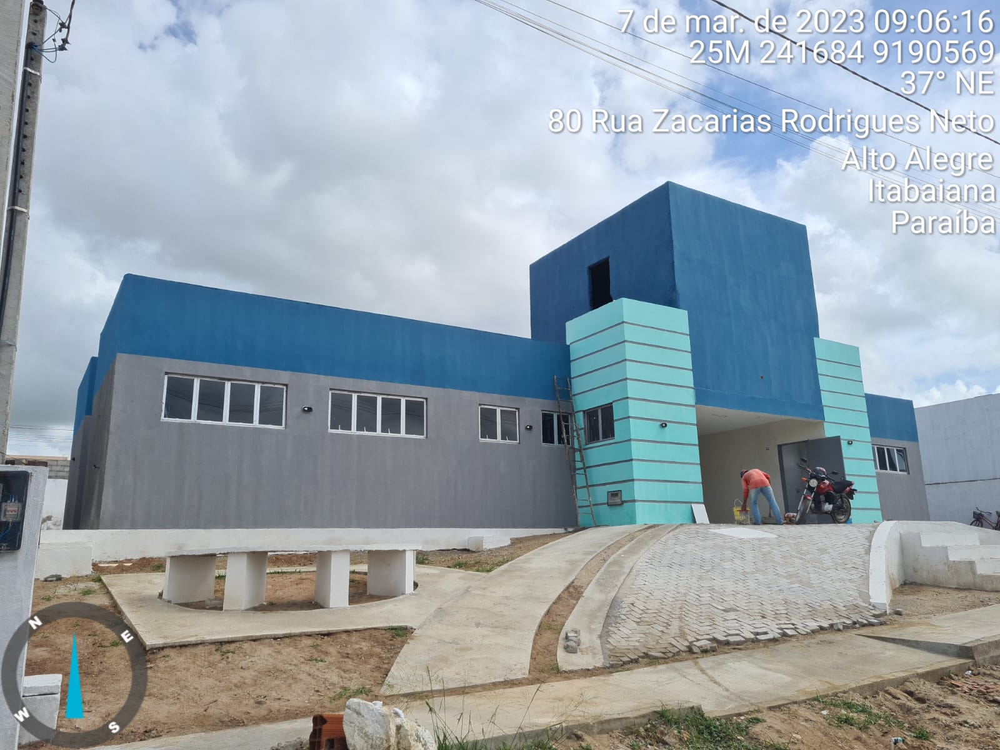 7 de mar. de 2023 09:06:16
25M 241684 9190569
37° NE
80 Rua Zacarias Rodrigues Neto
Alto Alegre
Itabaiana
Paraíba
N
E
W
S